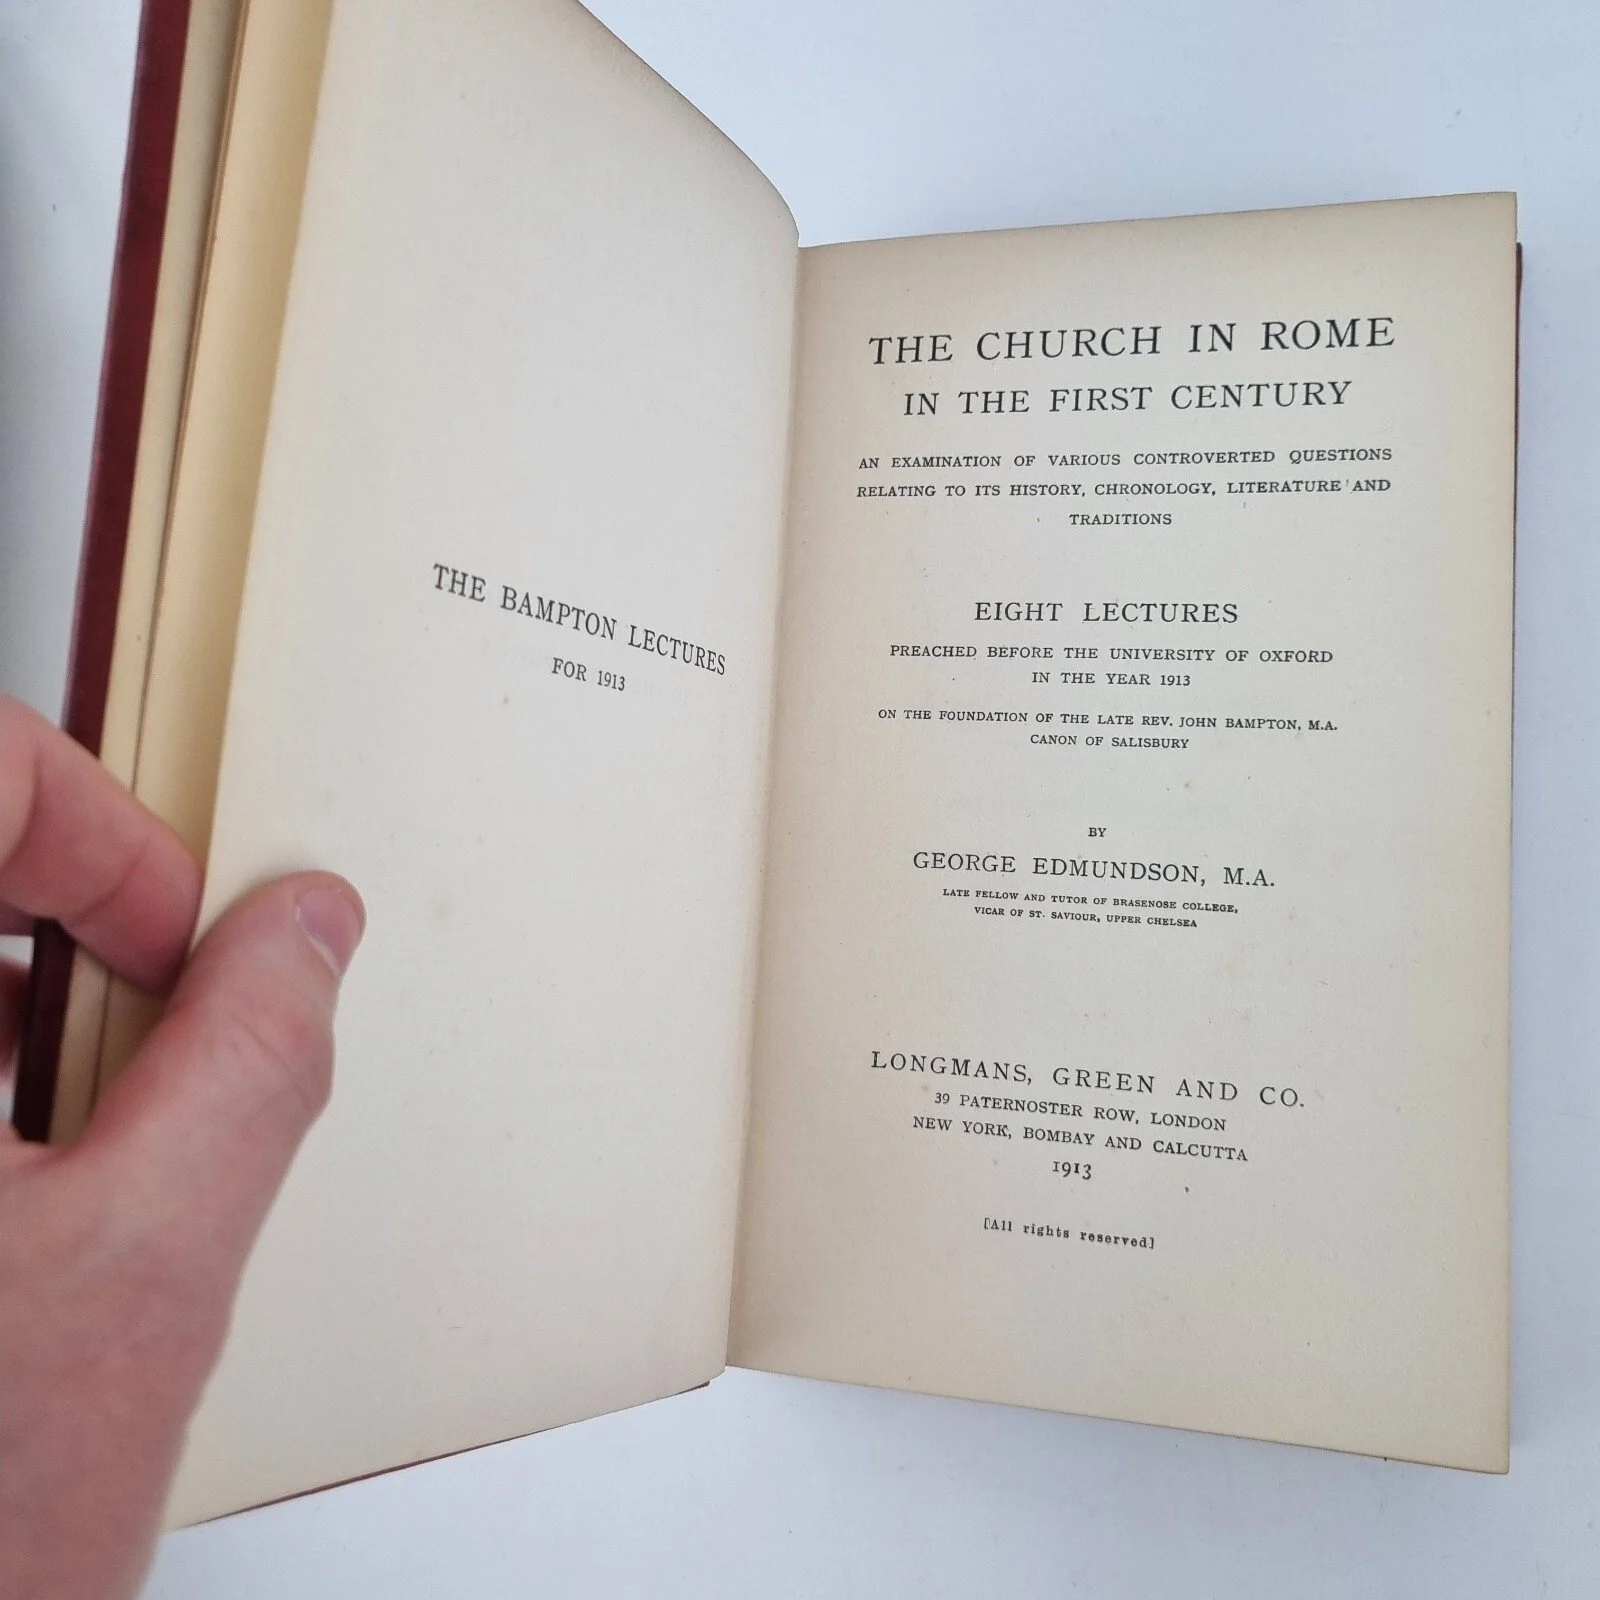 THE BAMPTON LECTURES
FOR 1913
THE CHURCH IN ROME
IN THE FIRST CENTURY
AN EXAMINATION OF VARIOUS CONTROVERTED QUESTIONS
RELATING TO ITS HISTORY, CHRONOLOGY, LITERATURE AND
TRADITIONS
EIGHT LECTURES
PREACHED BEFORE THE UNIVERSITY OF OXFORD
IN THE YEAR 1913
ON THE FOUNDATION OF THE LATE REV. JOHN BAMPTON, M.A.
CANON OF SALISBURY
BY
GEORGE EDMUNDSON, M.A.
LATE FELLOW AND TUTOR OF BRASENOSE COLLEGE,
VICAR OF ST. SAVIOUR, UPPER CHELSEA
LONGMANS, GREEN AND CO.
39 PATERNOSTER ROW, LONDON
NEW YORK, BOMBAY AND CALCUTTA
1913
[All rights reserved]